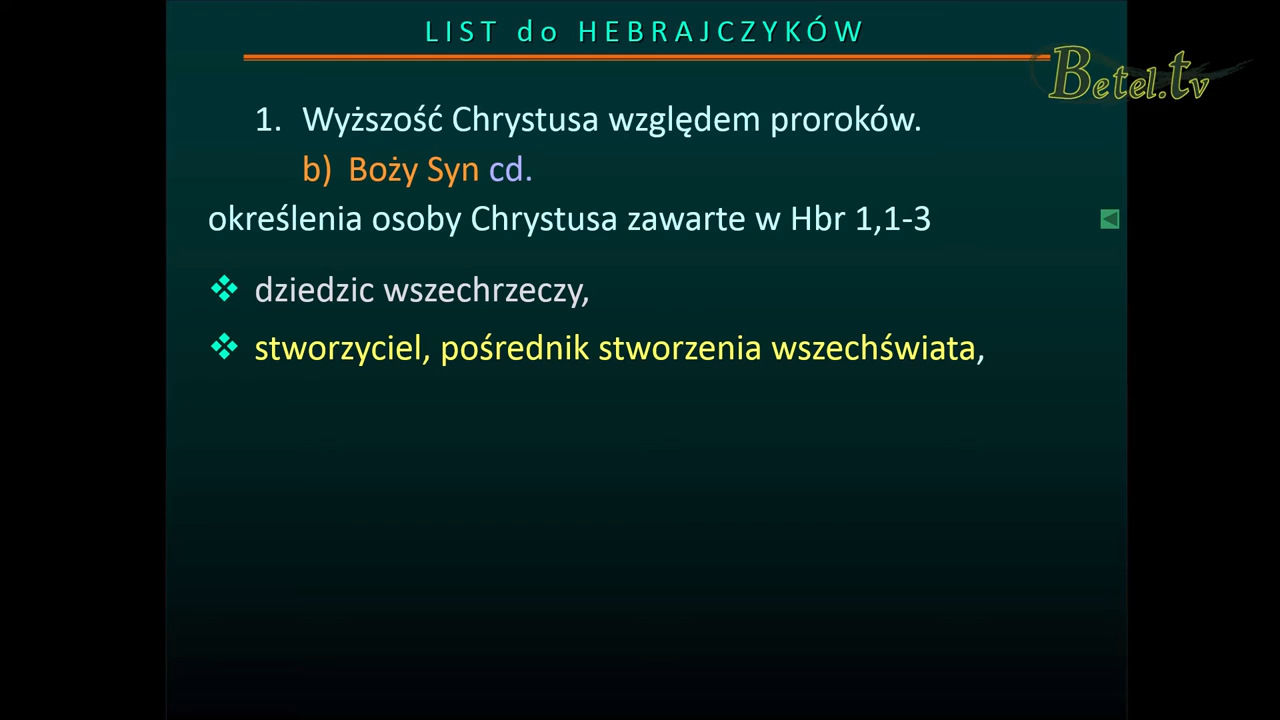 LIST do HEBRAJCZYKÓW
Betel.tv
1. Wyższość Chrystusa względem proroków.
b) Boży Syn cd.
określenia osoby Chrystusa zawarte w Hbr 1,1-3
❖ dziedzic wszechrzeczy,
❖ stworzyciel, pośrednik stworzenia wszechświata,